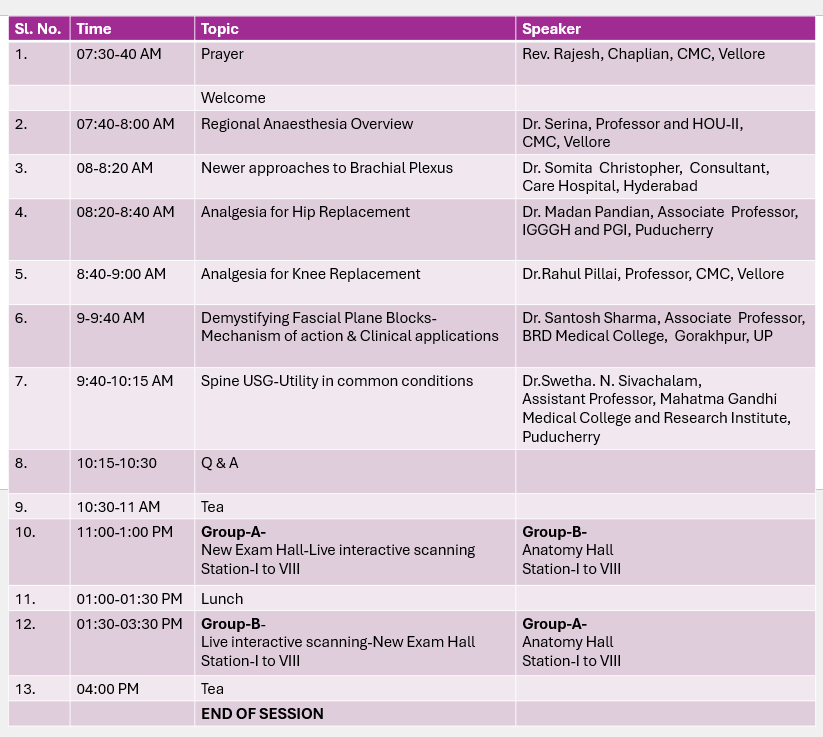 Sl. No. Time Topic Speaker
1. 07:30-40 AM Prayer Rev. Rajesh, Chaplian, CMC, Vellore
Welcome
2. 07:40-8:00 AM Regional Anaesthesia Overview Dr. Serina, Professor and HOU-II,
CMC, Vellore
3. 08-8:20 AM Newer approaches to Brachial Plexus Dr. Somita Christopher, Consultant,
Care Hospital, Hyderabad
4. 08:20-8:40 AM Analgesia for Hip Replacement Dr. Madan Pandian, Associate Professor,
IGGGH and PGI, Puducherry
5. 8:40-9:00 AM Analgesia for Knee Replacement Dr.Rahul Pillai, Professor, CMC, Vellore
6. 9-9:40 AM Demystifying Fascial Plane Blocks- Dr. Santosh Sharma, Associate Professor,
Mechanism of action & Clinical applications BRD Medical College, Gorakhpur, UP
7. 9:40-10:15 AM Spine USG-Utility in common conditions Dr.Swetha. N. Sivachalam,
Assistant Professor, Mahatma Gandhi
Medical College and Research Institute,
Puducherry
8. 10:15-10:30 Q & A
9. 10:30-11 AM Tea
10. 11:00-1:00 PM Group-A- Group-B-
New Exam Hall-Live interactive scanning Anatomy Hall
Station-I to VIII Station-I to VIII
11. 01:00-01:30 PM Lunch
12. 01:30-03:30 PM Group-B- Group-A-
Live interactive scanning-New Exam Hall Anatomy Hall
Station-I to VIII Station-I to VIII
13. 04:00 PM Tea
END OF SESSION